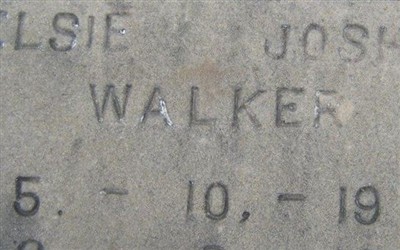 ELSIE JOSH
WALKER
5. - 10, - 19